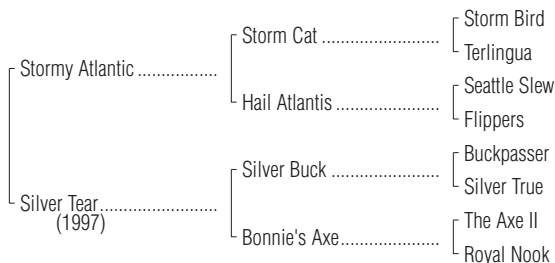 Storm Bird
Storm Cat ........................
Terlingua
Stormy Atlantic .................
Seattle Slew
Hail Atlantis .......................
Flippers
Buckpasser
Silver Buck ........................
Silver True
Silver Tear.........................
(1997)
The Axe II
Bonnie's Axe......................
Royal Nook